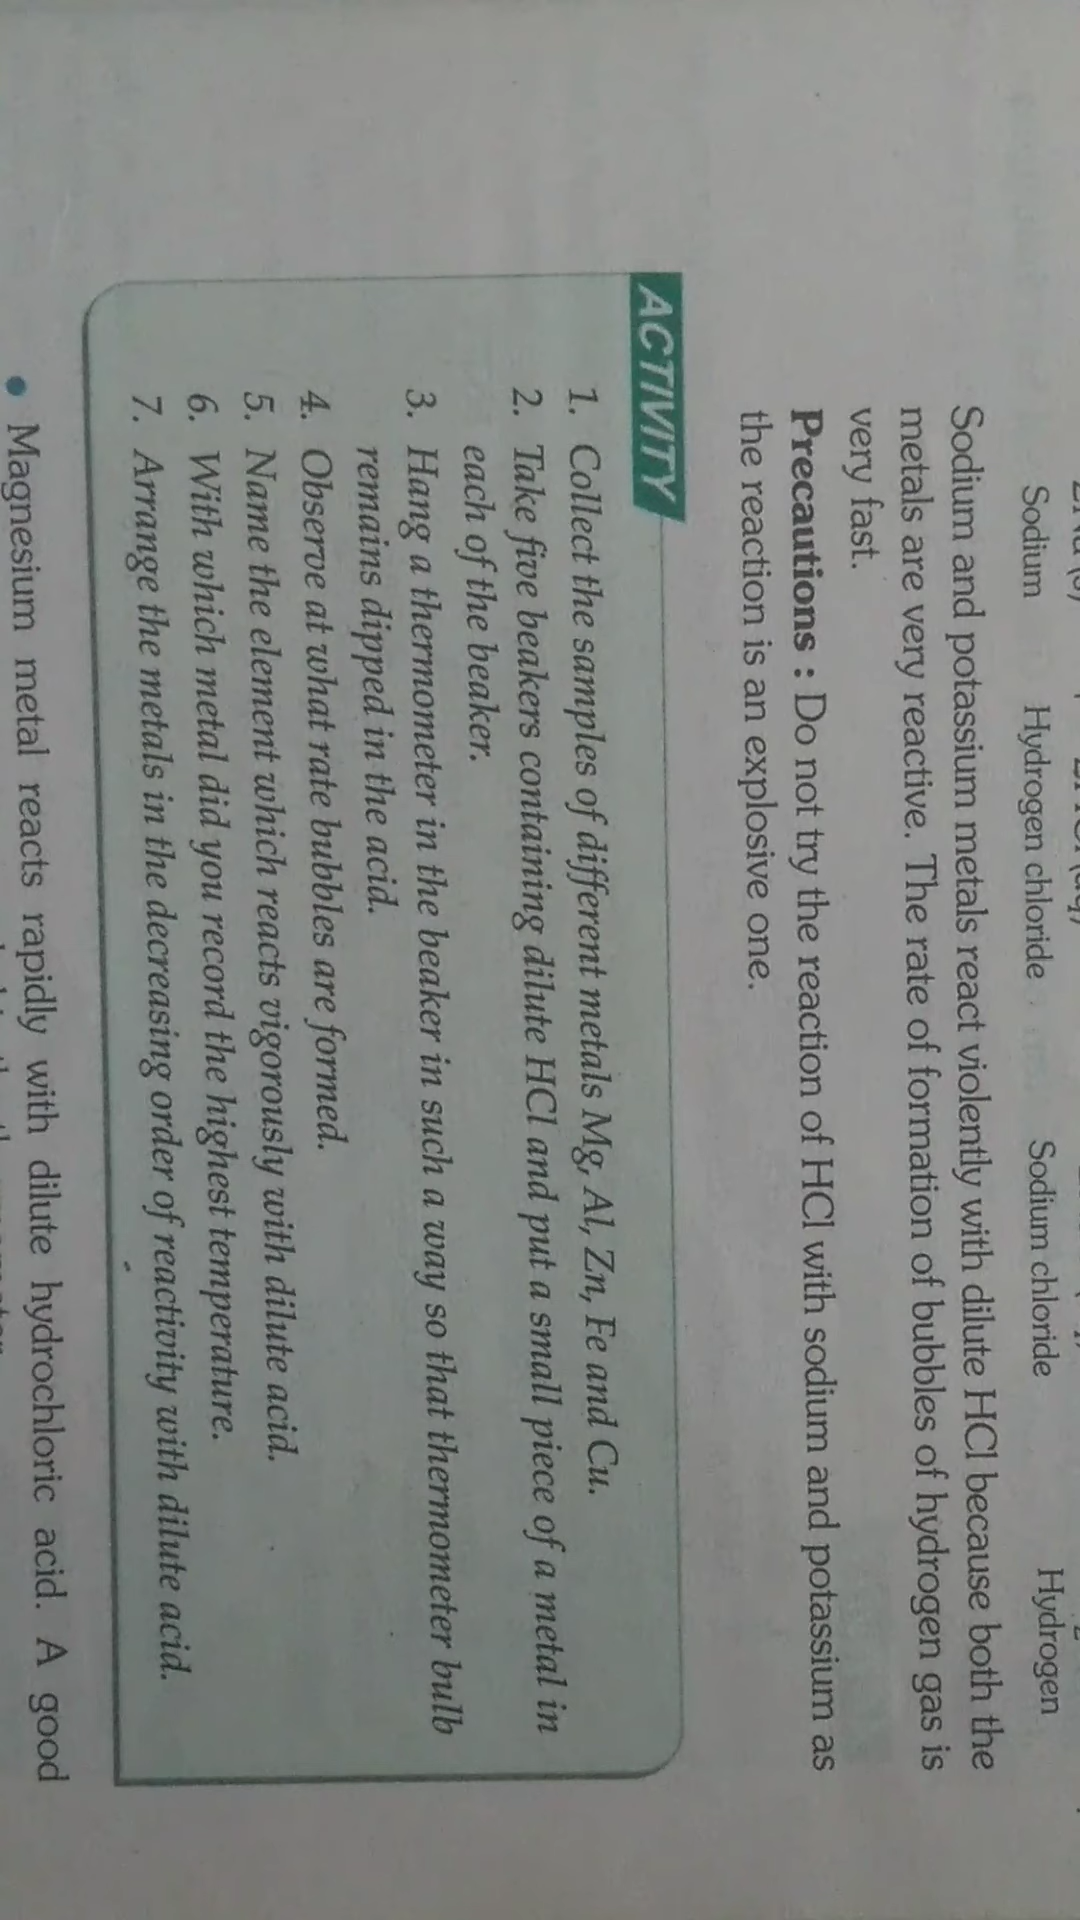 Sodium Hydrogen chloride Sodium chloride Hydrogen
Sodium and potassium metals react violently with dilute HCl because both the
metals are very reactive. The rate of formation of bubbles of hydrogen gas is
very fast.
Precautions : Do not try the reaction of HCl with sodium and potassium as
the reaction is an explosive one.
ACTIVITY
1. Collect the samples of different metals Mg, Al, Zn, Fe and Cu.
2. Take five beakers containing dilute HCl and put a small piece of a metal in
each of the beaker.
3. Hang a thermometer in the beaker in such a way so that thermometer bulb
remains dipped in the acid.
4. Observe at what rate bubbles are formed.
5. Name the element which reacts vigorously with dilute acid.
6. With which metal did you record the highest temperature.
7. Arrange the metals in the decreasing order of reactivity with dilute acid.
• Magnesium metal reacts rapidly with dilute hydrochloric acid. A good